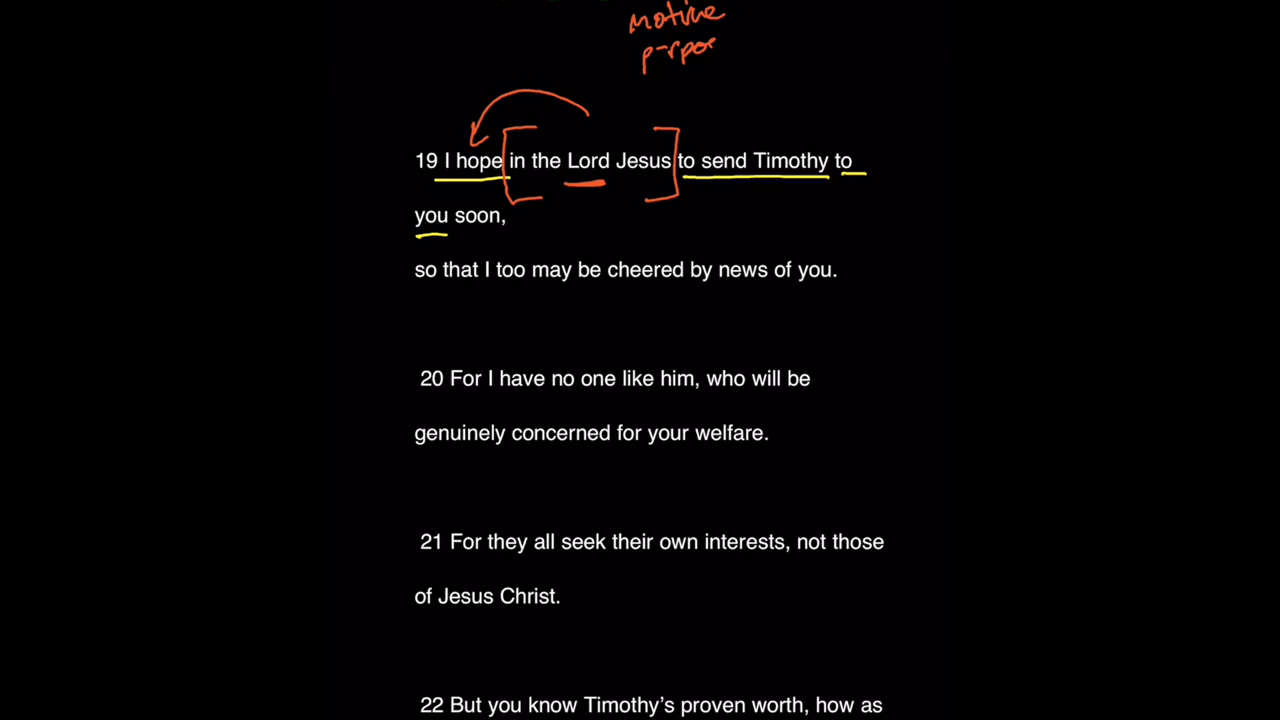 motive
19 I hope in the Lord Jesus to send Timothy to
you soon,
so that I too may be cheered by news of you.
20 For I have no one like him, who will be
genuinely concerned for your welfare.
21 For they all seek their own interests, not those
of Jesus Christ.
22 But you know Timothy’s proven worth, how as